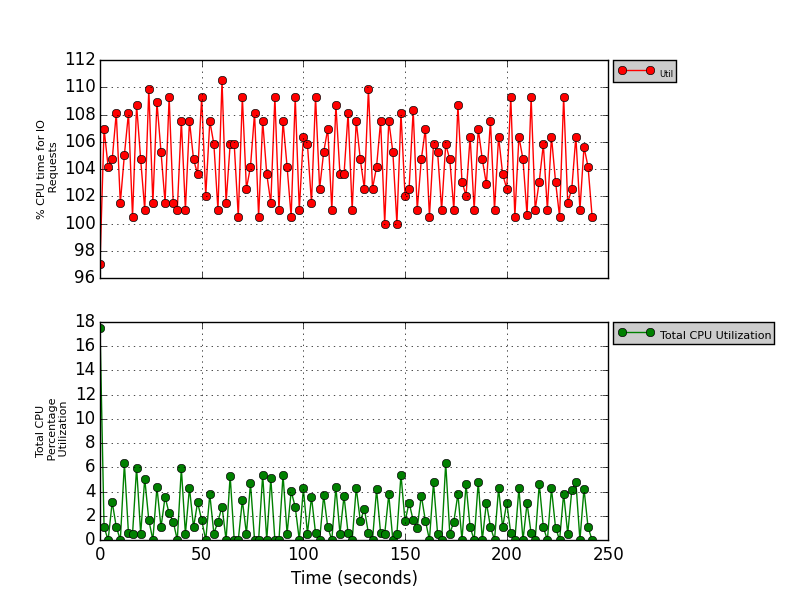 112
110
108
106
104
102
100
98
96
% CPU time for IO
Requests
Util
18
16
14
12
10
8
6
4
2
0
Total CPU
Percentage
Utilization
Total CPU Utilization
0 50 100 150 200 250
Time (seconds)